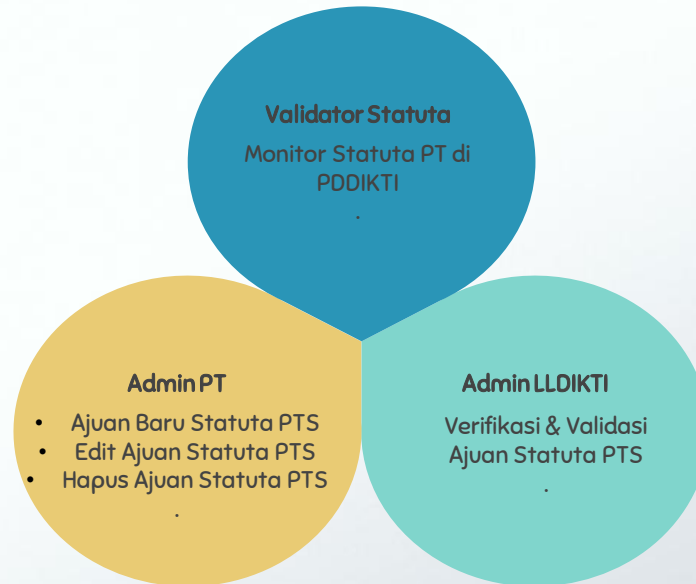 Validator Statuta
Monitor Statuta PT di
PDDIKTI
.
Admin PT
• Ajuan Baru Statuta PTS
• Edit Ajuan Statuta PTS
• Hapus Ajuan Statuta PTS
.
Admin LLDIKTI
Verifikasi & Validasi
Ajuan Statuta PTS
.